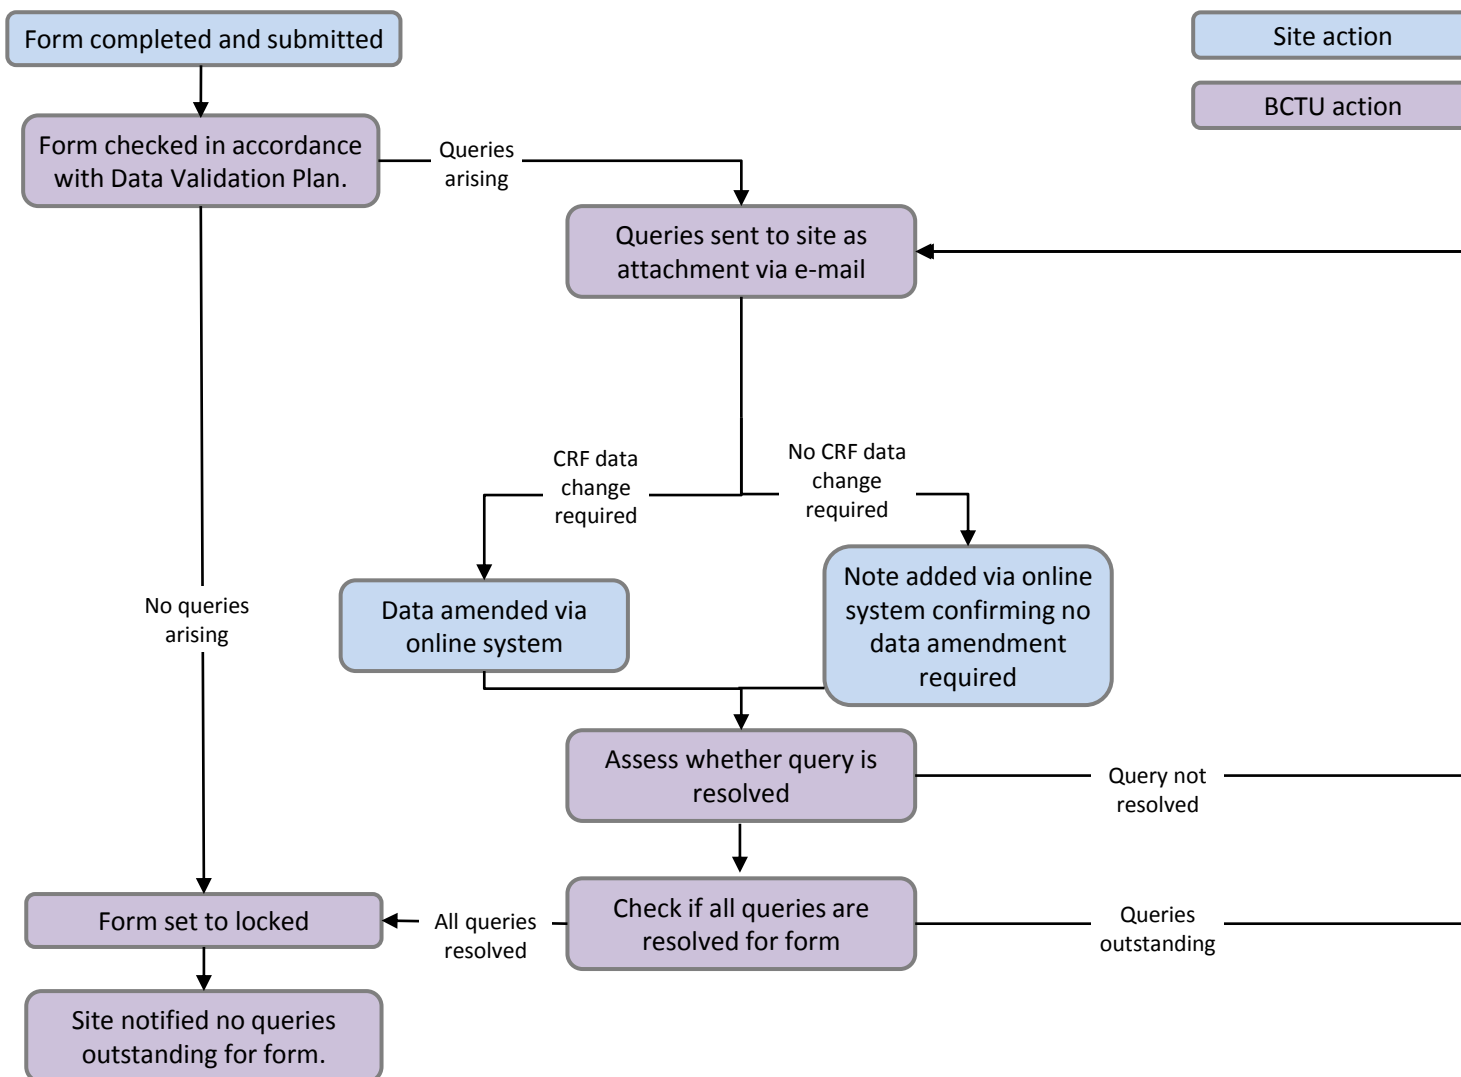 Form completed and submitted
Site action
BCTU action
Form checked in accordance
with Data Validation Plan.
Queries
arising
Queries sent to site as
attachment via e-mail
CRF data
change
required
No CRF data
change
required
No queries
arising
Data amended via
online system
Note added via online
system confirming no
data amendment
required
Assess whether query is
resolved
Query not
resolved
Form set to locked
All queries
resolved
Check if all queries are
resolved for form
Queries
outstanding
Site notified no queries
outstanding for form.